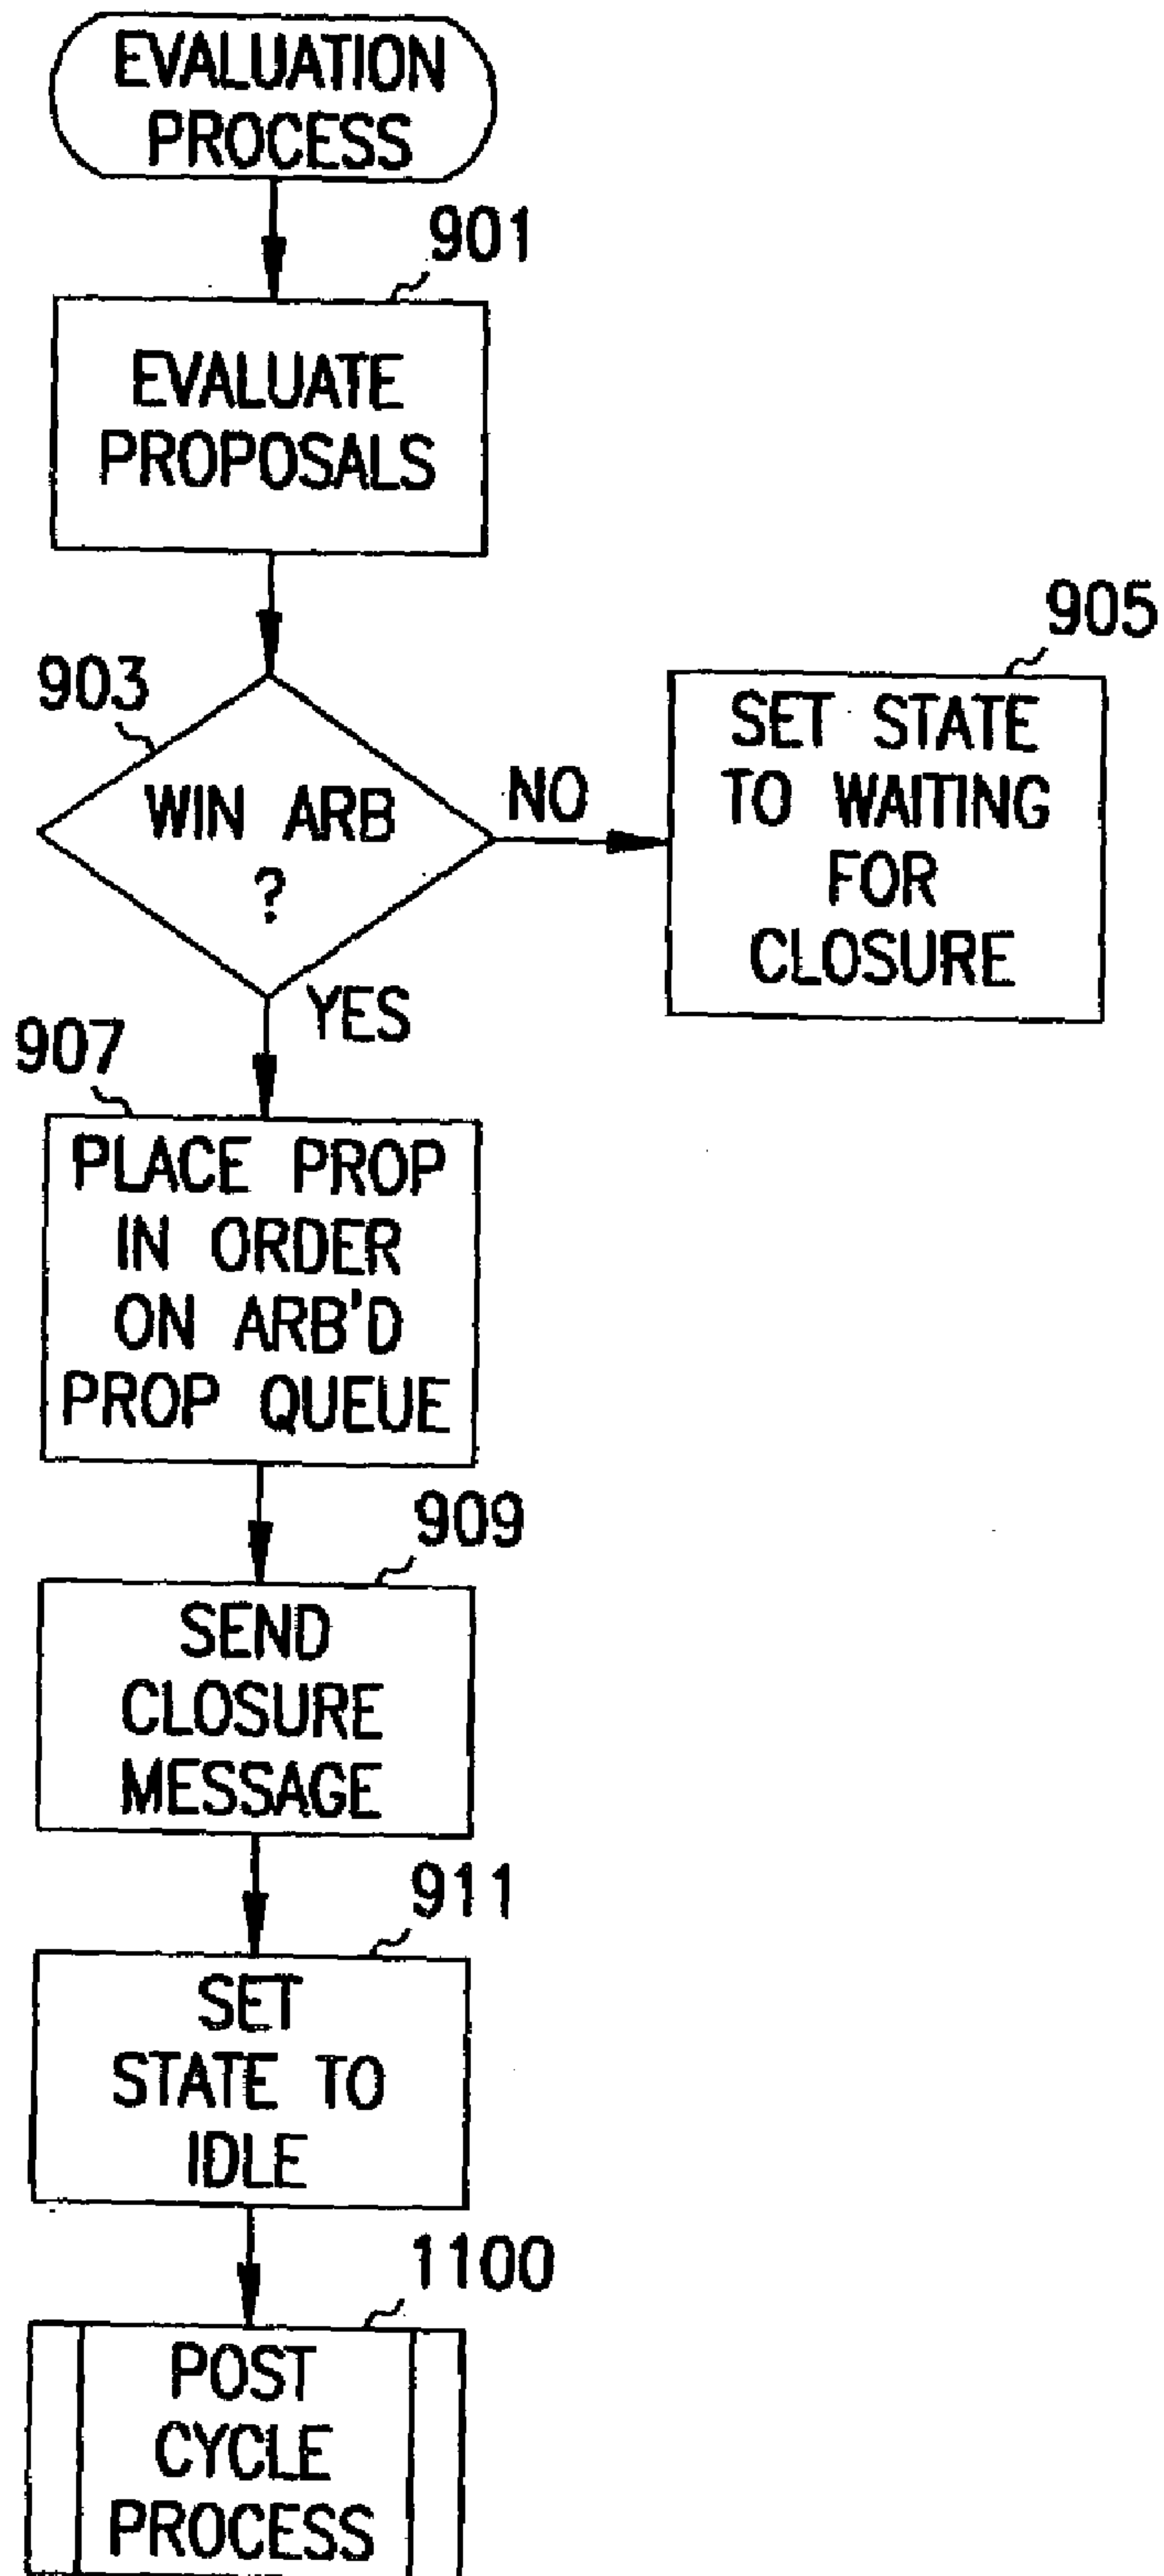 EVALUATION
PROCESS
901
EVALUATE
PROPOSALS
903
WIN ARB
?
NO
905
SET STATE
TO WAITING
FOR
CLOSURE
YES
907
PLACE PROP
IN ORDER
ON ARB'D
PROP QUEUE
909
SEND
CLOSURE
MESSAGE
911
SET
STATE TO
IDLE
1100
POST
CYCLE
PROCESS